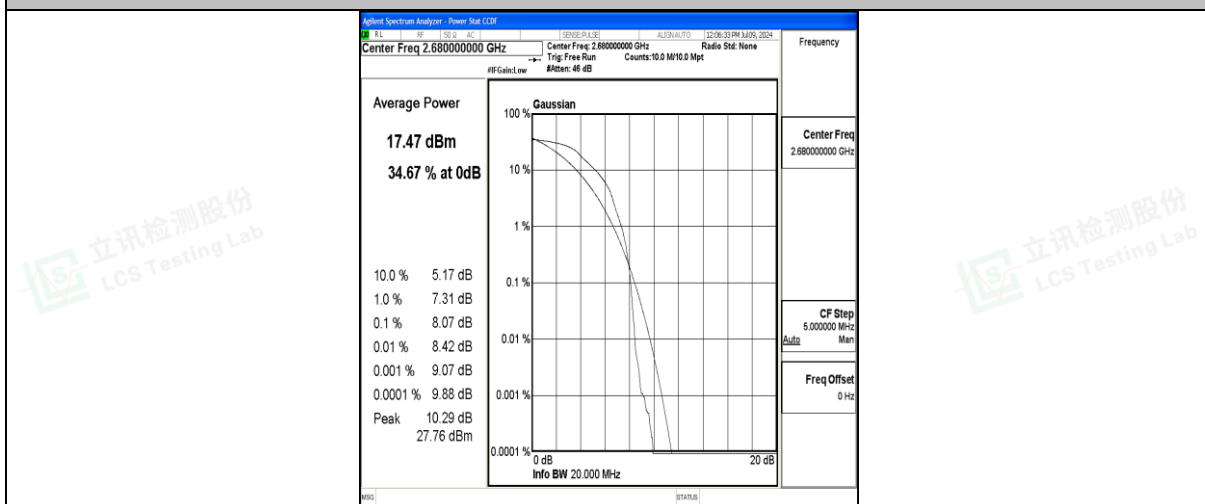 Agilent Spectrum Analyzer - Power Stat CCDF
RL RF 50 Ω AC SENSE:PULSE ALIGN AUTO 12:06:33 PM Jul 09, 2024
Center Freq 2.680000000 GHz
Center Freq: 2.680000000 GHz Radio Std: None
Trig: Free Run Counts:10.0 M/10.0 Mpt
#IFGain:Low #Atten: 46 dB
Frequency
Average Power
17.47 dBm
34.67 % at 0dB
10.0 % 5.17 dB
1.0 % 7.31 dB
0.1 % 8.07 dB
0.01 % 8.42 dB
0.001 % 9.07 dB
0.0001 % 9.88 dB
Peak 10.29 dB
27.76 dBm
Gaussian
100 %
10 %
1 %
0.1 %
0.01 %
0.001 %
0.0001 %
0 dB 20 dB
Info BW 20.000 MHz
Center Freq
2.680000000 GHz
CF Step
5.000000 MHz
Auto Man
Freq Offset
0 Hz
MSG STATUS
立讯检测股份
LCS Testing Lab
立讯检测股份
LCS Testing Lab